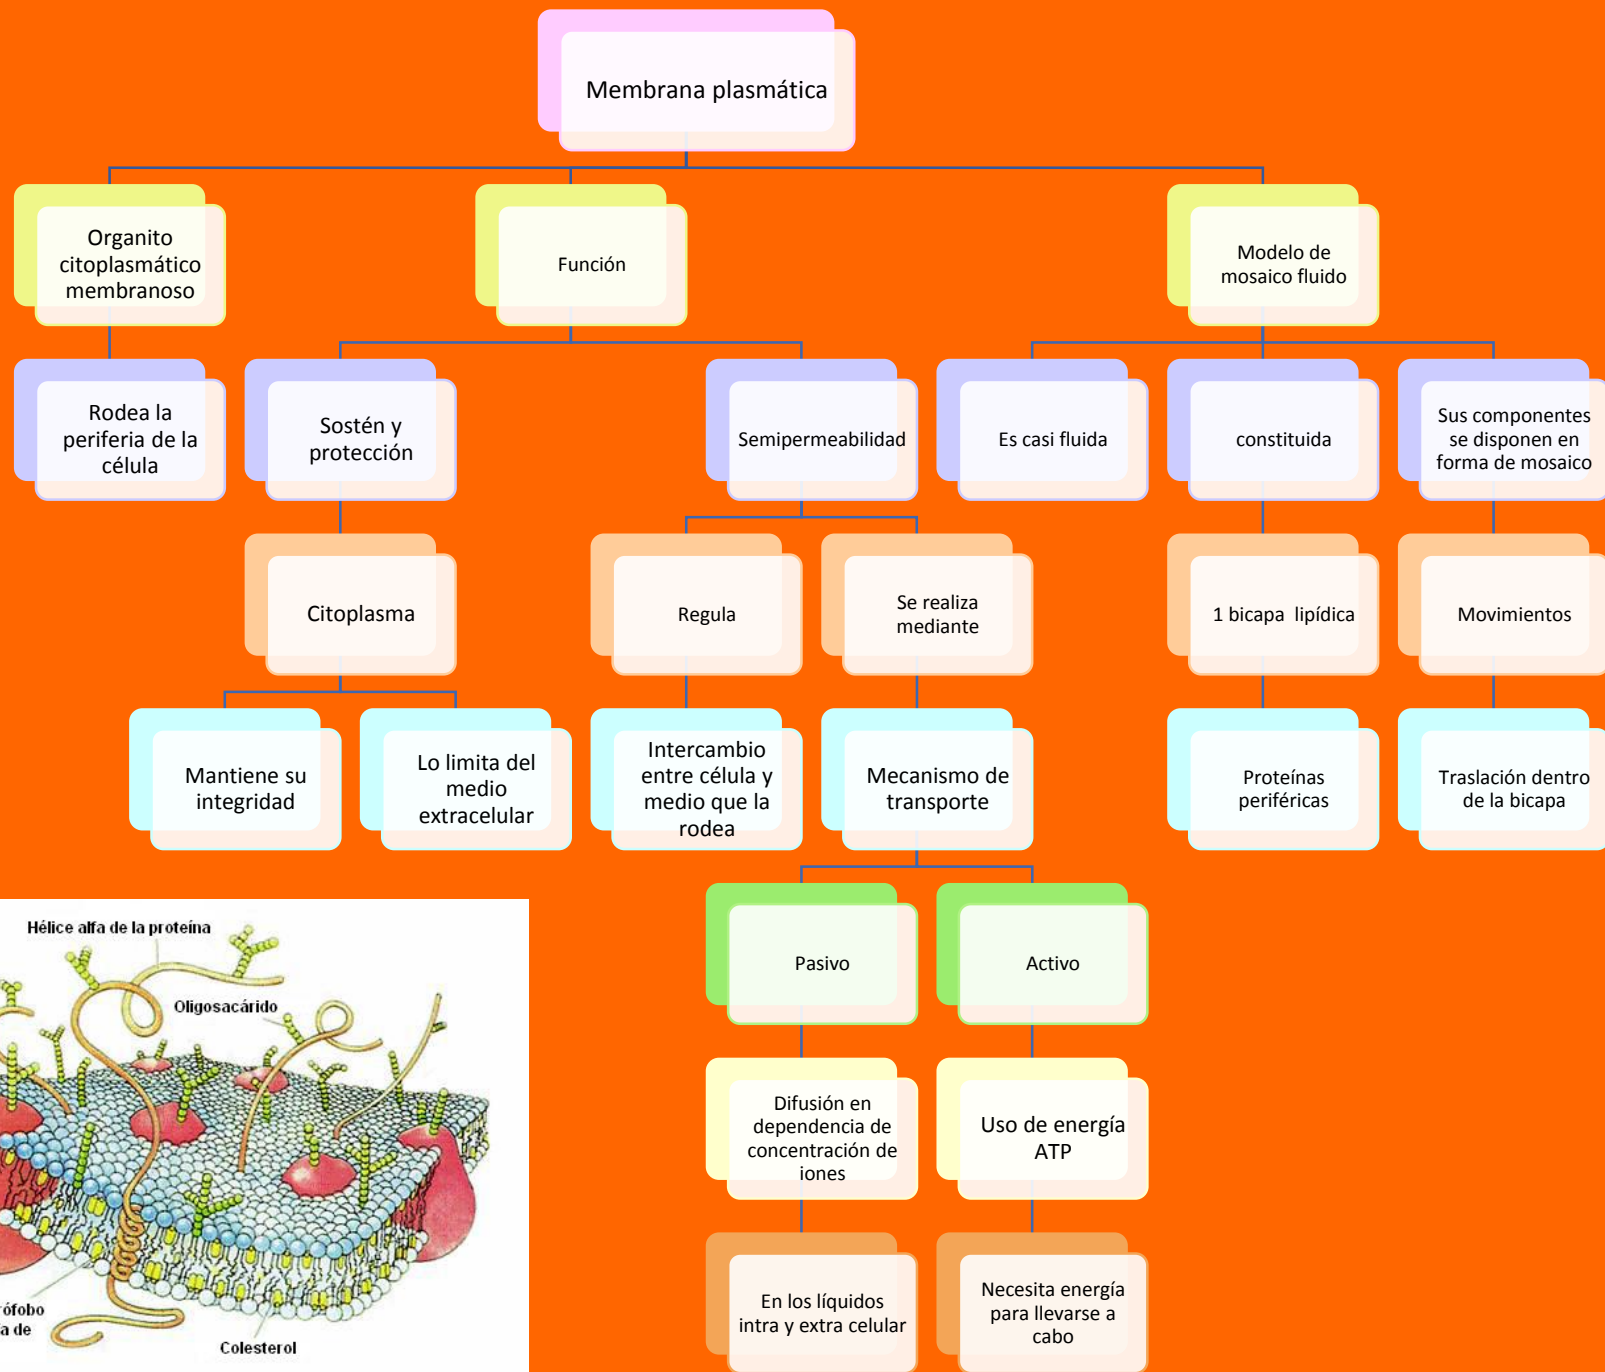 Membrana plasmática
Organito
citoplasmático
membranoso
Función
Modelo de
mosaico fluido
Rodea la
periferia de la
célula
Sostén y
protección
Semipermeabilidad
Es casi fluida
constituida
Sus componentes
se disponen en
forma de mosaico
Citoplasma
Regula
Se realiza
mediante
1 bicapa lipídica
Movimientos
Mantiene su
integridad
Lo limita del
medio
extracelular
Intercambio
entre célula y
medio que la
rodea
Mecanismo de
transporte
Proteínas
periféricas
Traslación dentro
de la bicapa
Pasivo
Activo
Difusión en
dependencia de
concentración de
iones
Uso de energía
ATP
En los líquidos
intra y extra celular
Necesita energía
para llevarse a
cabo
Hélice alfa de la proteína
Oligosacárido
Colesterol